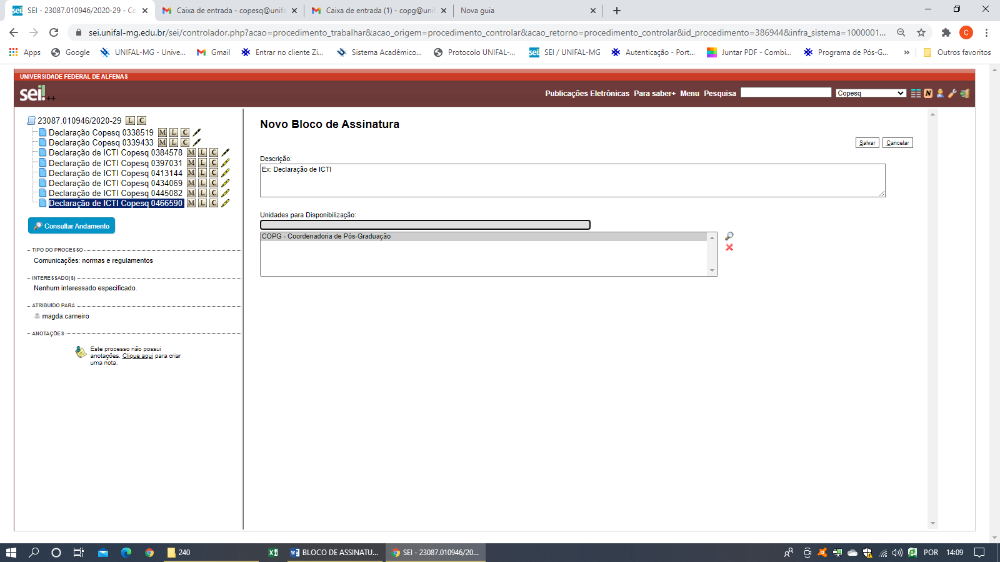 SEI - 23087.010946/2020-29 - Co
Caixa de entrada - copesq@unifa
Caixa de entrada (1) - copg@unif
Nova guia
sei.unifal-mg.edu.br/sei/controlador.php?acao=procedimento_trabalhar&acao_origem=procedimento_controlar&acao_retorno=procedimento_controlar&id_procedimento=386944&infra_sistema=1000001...
C
Apps
Google
UNIFAL-MG - Unive...
Gmail
Entrar no cliente Zi...
Sistema Acadêmico...
Protocolo UNIFAL-...
SEI / UNIFAL-MG
Autenticação - Port...
Juntar PDF - Combi...
Programa de Pós-G...
»
Outros favoritos
UNIVERSIDADE FEDERAL DE ALFENAS
sei! ++
Publicações Eletrônicas Para saber+ Menu Pesquisa
Copesq
N
23087.010946/2020-29 L C
Declaração Copesq 0338519 M L C
Declaração Copesq 0339433 M L C
Declaração de ICTI Copesq 0384578 M L C
Declaração de ICTI Copesq 0397031 M L C
Declaração de ICTI Copesq 0413144 M L C
Declaração de ICTI Copesq 0434069 M L C
Declaração de ICTI Copesq 0445082 M L C
Declaração de ICTI Copesq 0466590 M L C
Consultar Andamento
TIPO DO PROCESSO
Comunicações: normas e regulamentos
INTERESSADO(S)
Nenhum interessado especificado.
ATRIBUÍDO PARA
magda.carneiro
ANOTAÇÕES
Este processo não possui
anotações. Clique aqui para criar
uma nota.
Novo Bloco de Assinatura
Salvar Cancelar
Descrição:
Ex: Declaração de ICTI
Unidades para Disponibilização:
COPG - Coordenadoria de Pós-Graduação
240
BLOCO DE ASSINATU...
SEI - 23087.010946/20...
POR
14:09